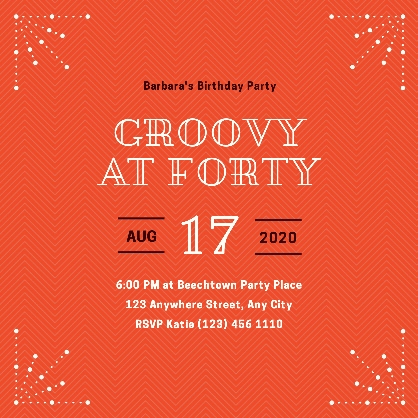 Barbara's Birthday Party
GROOVY
AT FORTY
AUG 17 2020
6:00 PM at Beechtown Party Place
123 Anywhere Street, Any City
RSVP Katie (123) 456 1110